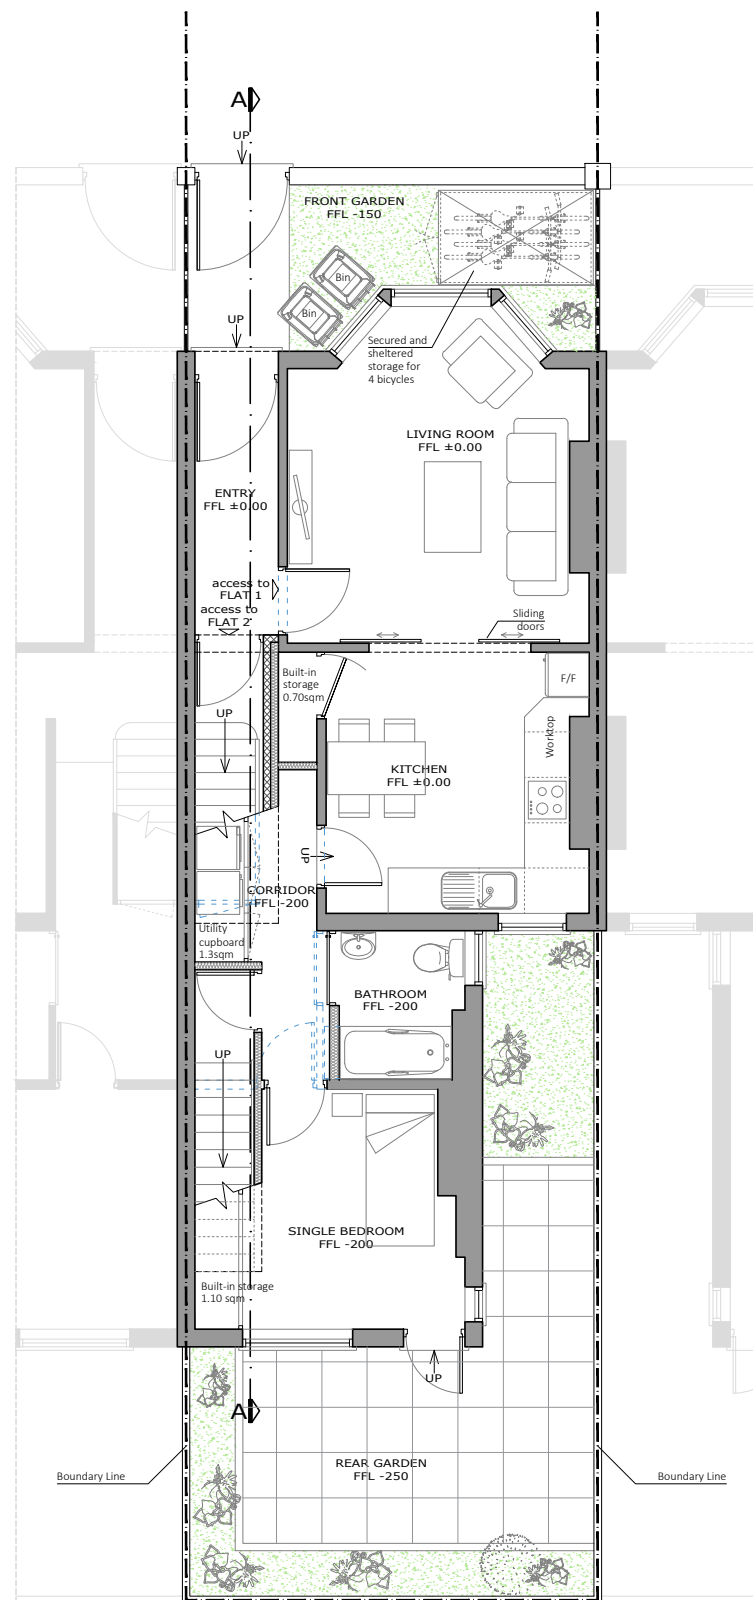 A
UP
FRONT GARDEN
FFL -150
Bin
Bin
UP
Secured and
sheltered
storage for
4 bicycles
LIVING ROOM
FFL ±0.00
ENTRY
FFL ±0.00
access to
FLAT 1
access to
FLAT 2
Sliding
doors
Built-in
storage
0.70sqm
F/F
UP
Worktop
KITCHEN
FFL ±0.00
UP
CORRIDOR
FFL -200
Utility
cupboard
1.3sqm
BATHROOM
FFL -200
UP
SINGLE BEDROOM
FFL -200
Built-in storage
1.10 sqm
UP
A
REAR GARDEN
FFL -250
Boundary Line
Boundary Line